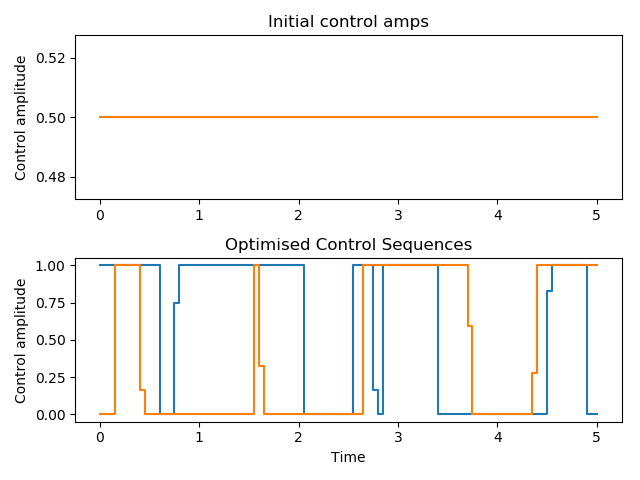 Initial control amps
Control amplitude
0.52
0.50
0.48
0 1 2 3 4 5
Optimised Control Sequences
Control amplitude
1.00
0.75
0.50
0.25
0.00
0 1 2 3 4 5
Time